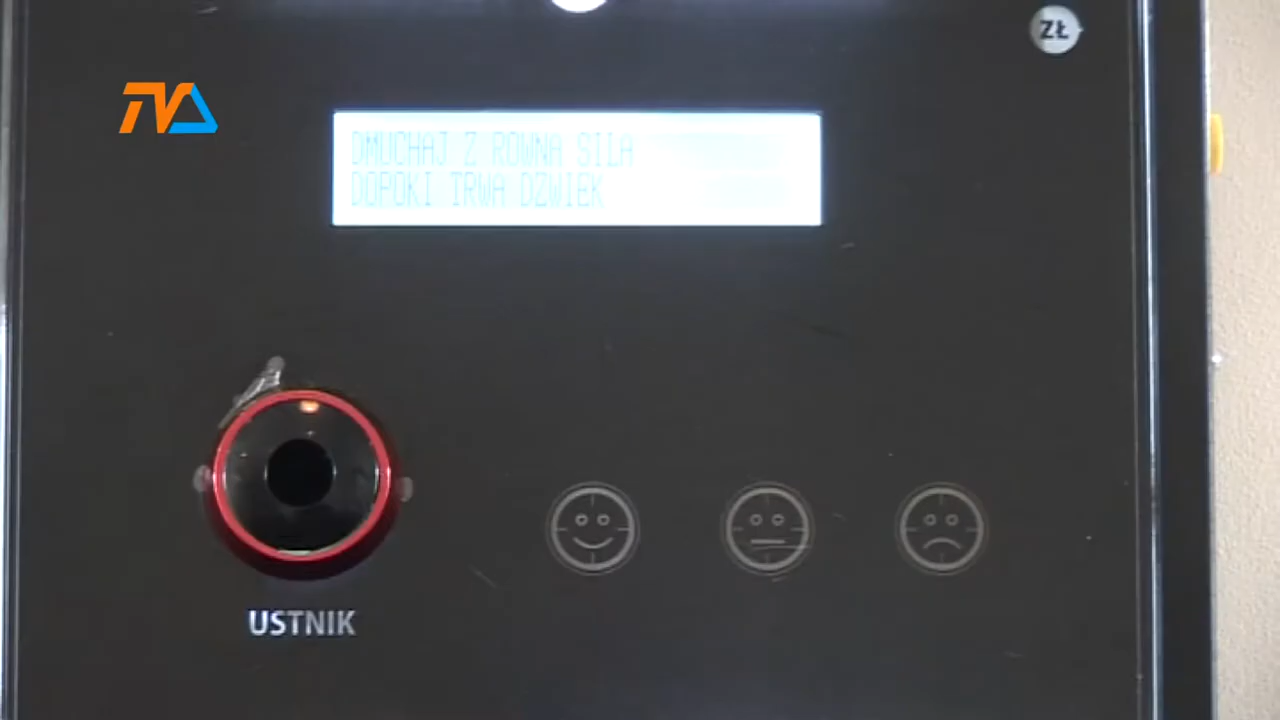 ZŁ
TVA
DMUCHAJ Z ROWNA SILA
DOPOKI TRWA DZWIEK
USTNIK